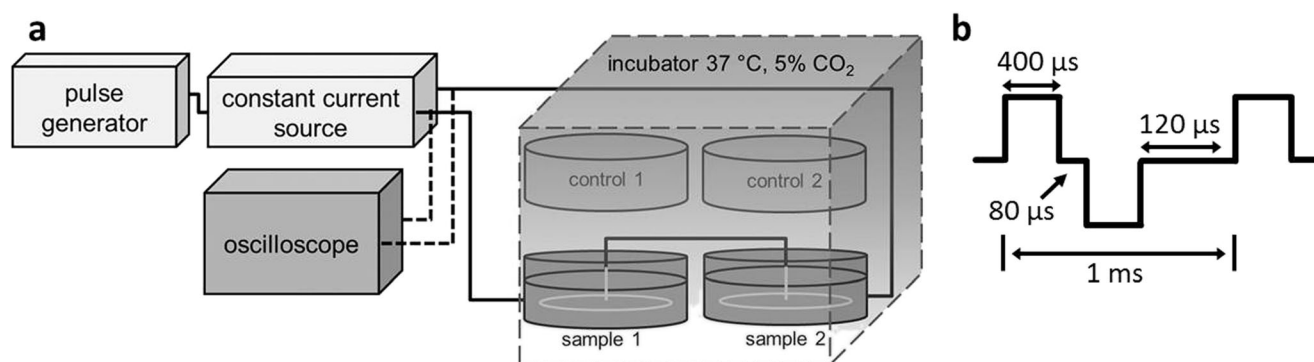 a
pulse
generator
constant current
source
oscilloscope
incubator 37 °C, 5% CO₂
control 1
control 2
sample 1
sample 2
b
400 µs
120 µs
80 µs
1 ms